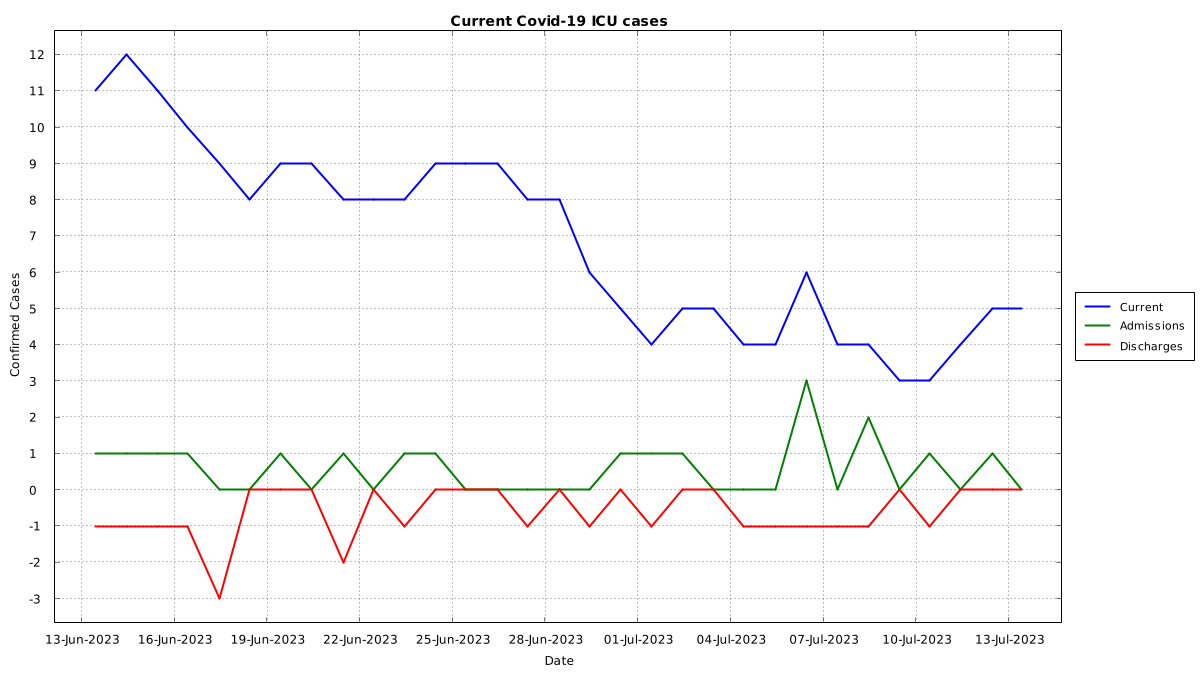 Current Covid-19 ICU cases
12
11
10
9
8
7
6
5
4
3
2
1
0
-1
-2
-3
Confirmed Cases
13-Jun-2023 16-Jun-2023 19-Jun-2023 22-Jun-2023 25-Jun-2023 28-Jun-2023 01-Jul-2023 04-Jul-2023 07-Jul-2023 10-Jul-2023 13-Jul-2023
Date
Current
Admissions
Discharges